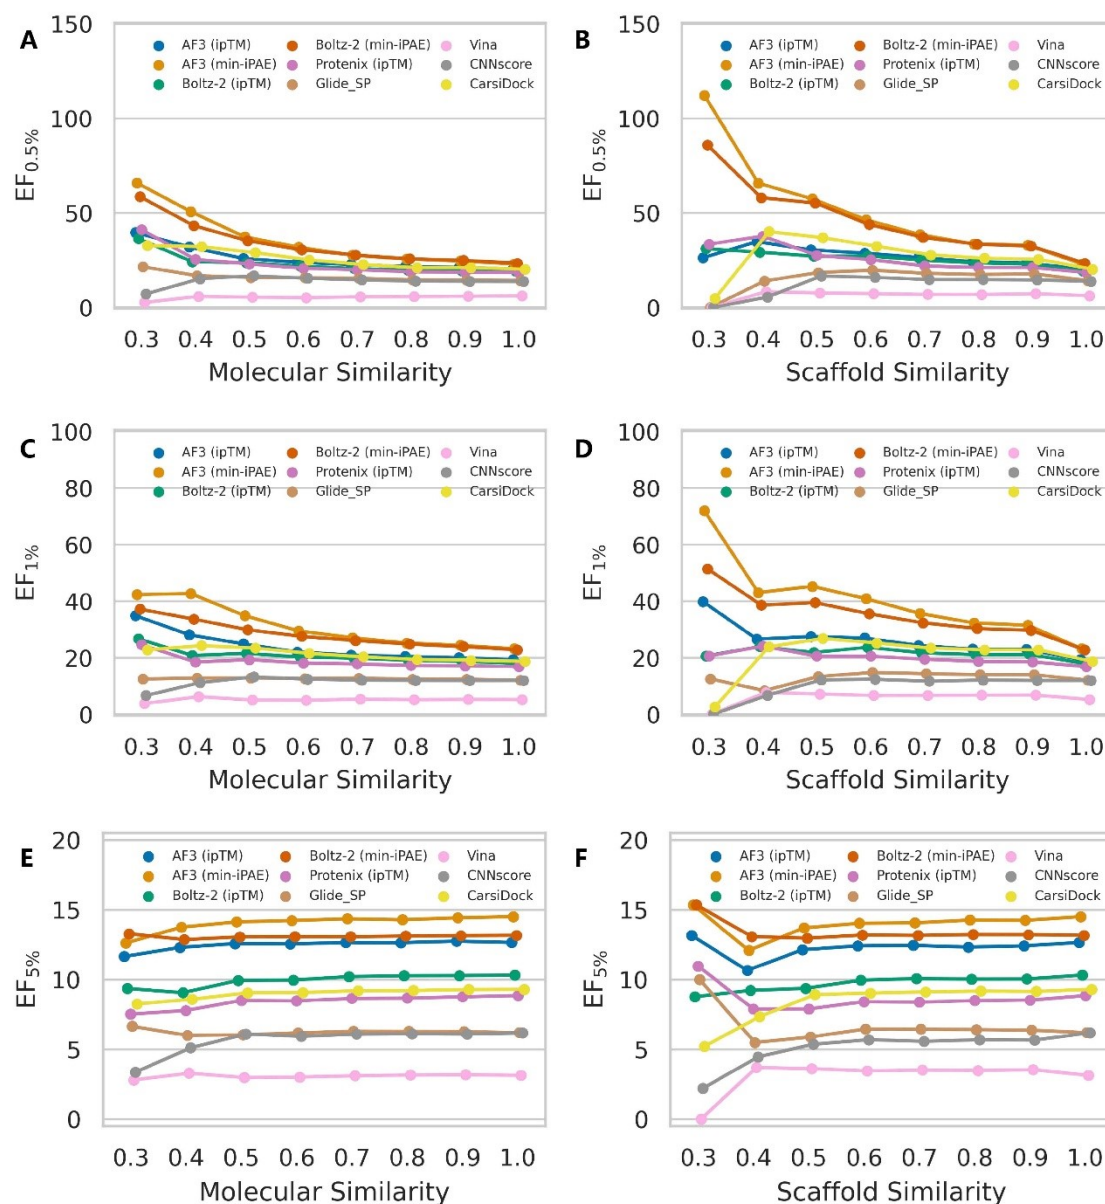 A
150
100
50
0
EF0.5%
AF3 (ipTM)
AF3 (min-iPAE)
Boltz-2 (ipTM)
Boltz-2 (min-iPAE)
Protenix (ipTM)
Glide_SP
Vina
CNNscore
CarsiDock
0.3 0.4 0.5 0.6 0.7 0.8 0.9 1.0
Molecular Similarity
B
150
100
50
0
EF0.5%
AF3 (ipTM)
AF3 (min-iPAE)
Boltz-2 (ipTM)
Boltz-2 (min-iPAE)
Protenix (ipTM)
Glide_SP
Vina
CNNscore
CarsiDock
0.3 0.4 0.5 0.6 0.7 0.8 0.9 1.0
Scaffold Similarity
C
100
80
60
40
20
0
EF1%
AF3 (ipTM)
AF3 (min-iPAE)
Boltz-2 (ipTM)
Boltz-2 (min-iPAE)
Protenix (ipTM)
Glide_SP
Vina
CNNscore
CarsiDock
0.3 0.4 0.5 0.6 0.7 0.8 0.9 1.0
Molecular Similarity
D
100
80
60
40
20
0
EF1%
AF3 (ipTM)
AF3 (min-iPAE)
Boltz-2 (ipTM)
Boltz-2 (min-iPAE)
Protenix (ipTM)
Glide_SP
Vina
CNNscore
CarsiDock
0.3 0.4 0.5 0.6 0.7 0.8 0.9 1.0
Scaffold Similarity
E
20
15
10
5
0
EF5%
AF3 (ipTM)
AF3 (min-iPAE)
Boltz-2 (ipTM)
Boltz-2 (min-iPAE)
Protenix (ipTM)
Glide_SP
Vina
CNNscore
CarsiDock
0.3 0.4 0.5 0.6 0.7 0.8 0.9 1.0
Molecular Similarity
F
20
15
10
5
0
EF5%
AF3 (ipTM)
AF3 (min-iPAE)
Boltz-2 (ipTM)
Boltz-2 (min-iPAE)
Protenix (ipTM)
Glide_SP
Vina
CNNscore
CarsiDock
0.3 0.4 0.5 0.6 0.7 0.8 0.9 1.0
Scaffold Similarity